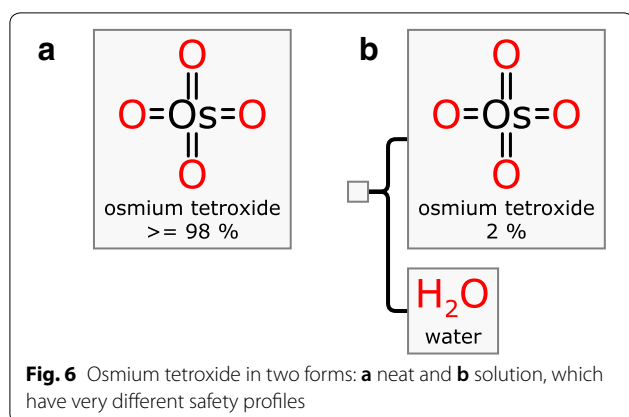 a
O
O=Os=O
O
osmium tetroxide
>= 98 %
b
O
O=Os=O
O
osmium tetroxide
2 %
H₂O
water
Fig. 6 Osmium tetroxide in two forms: a neat and b solution, which
have very different safety profiles